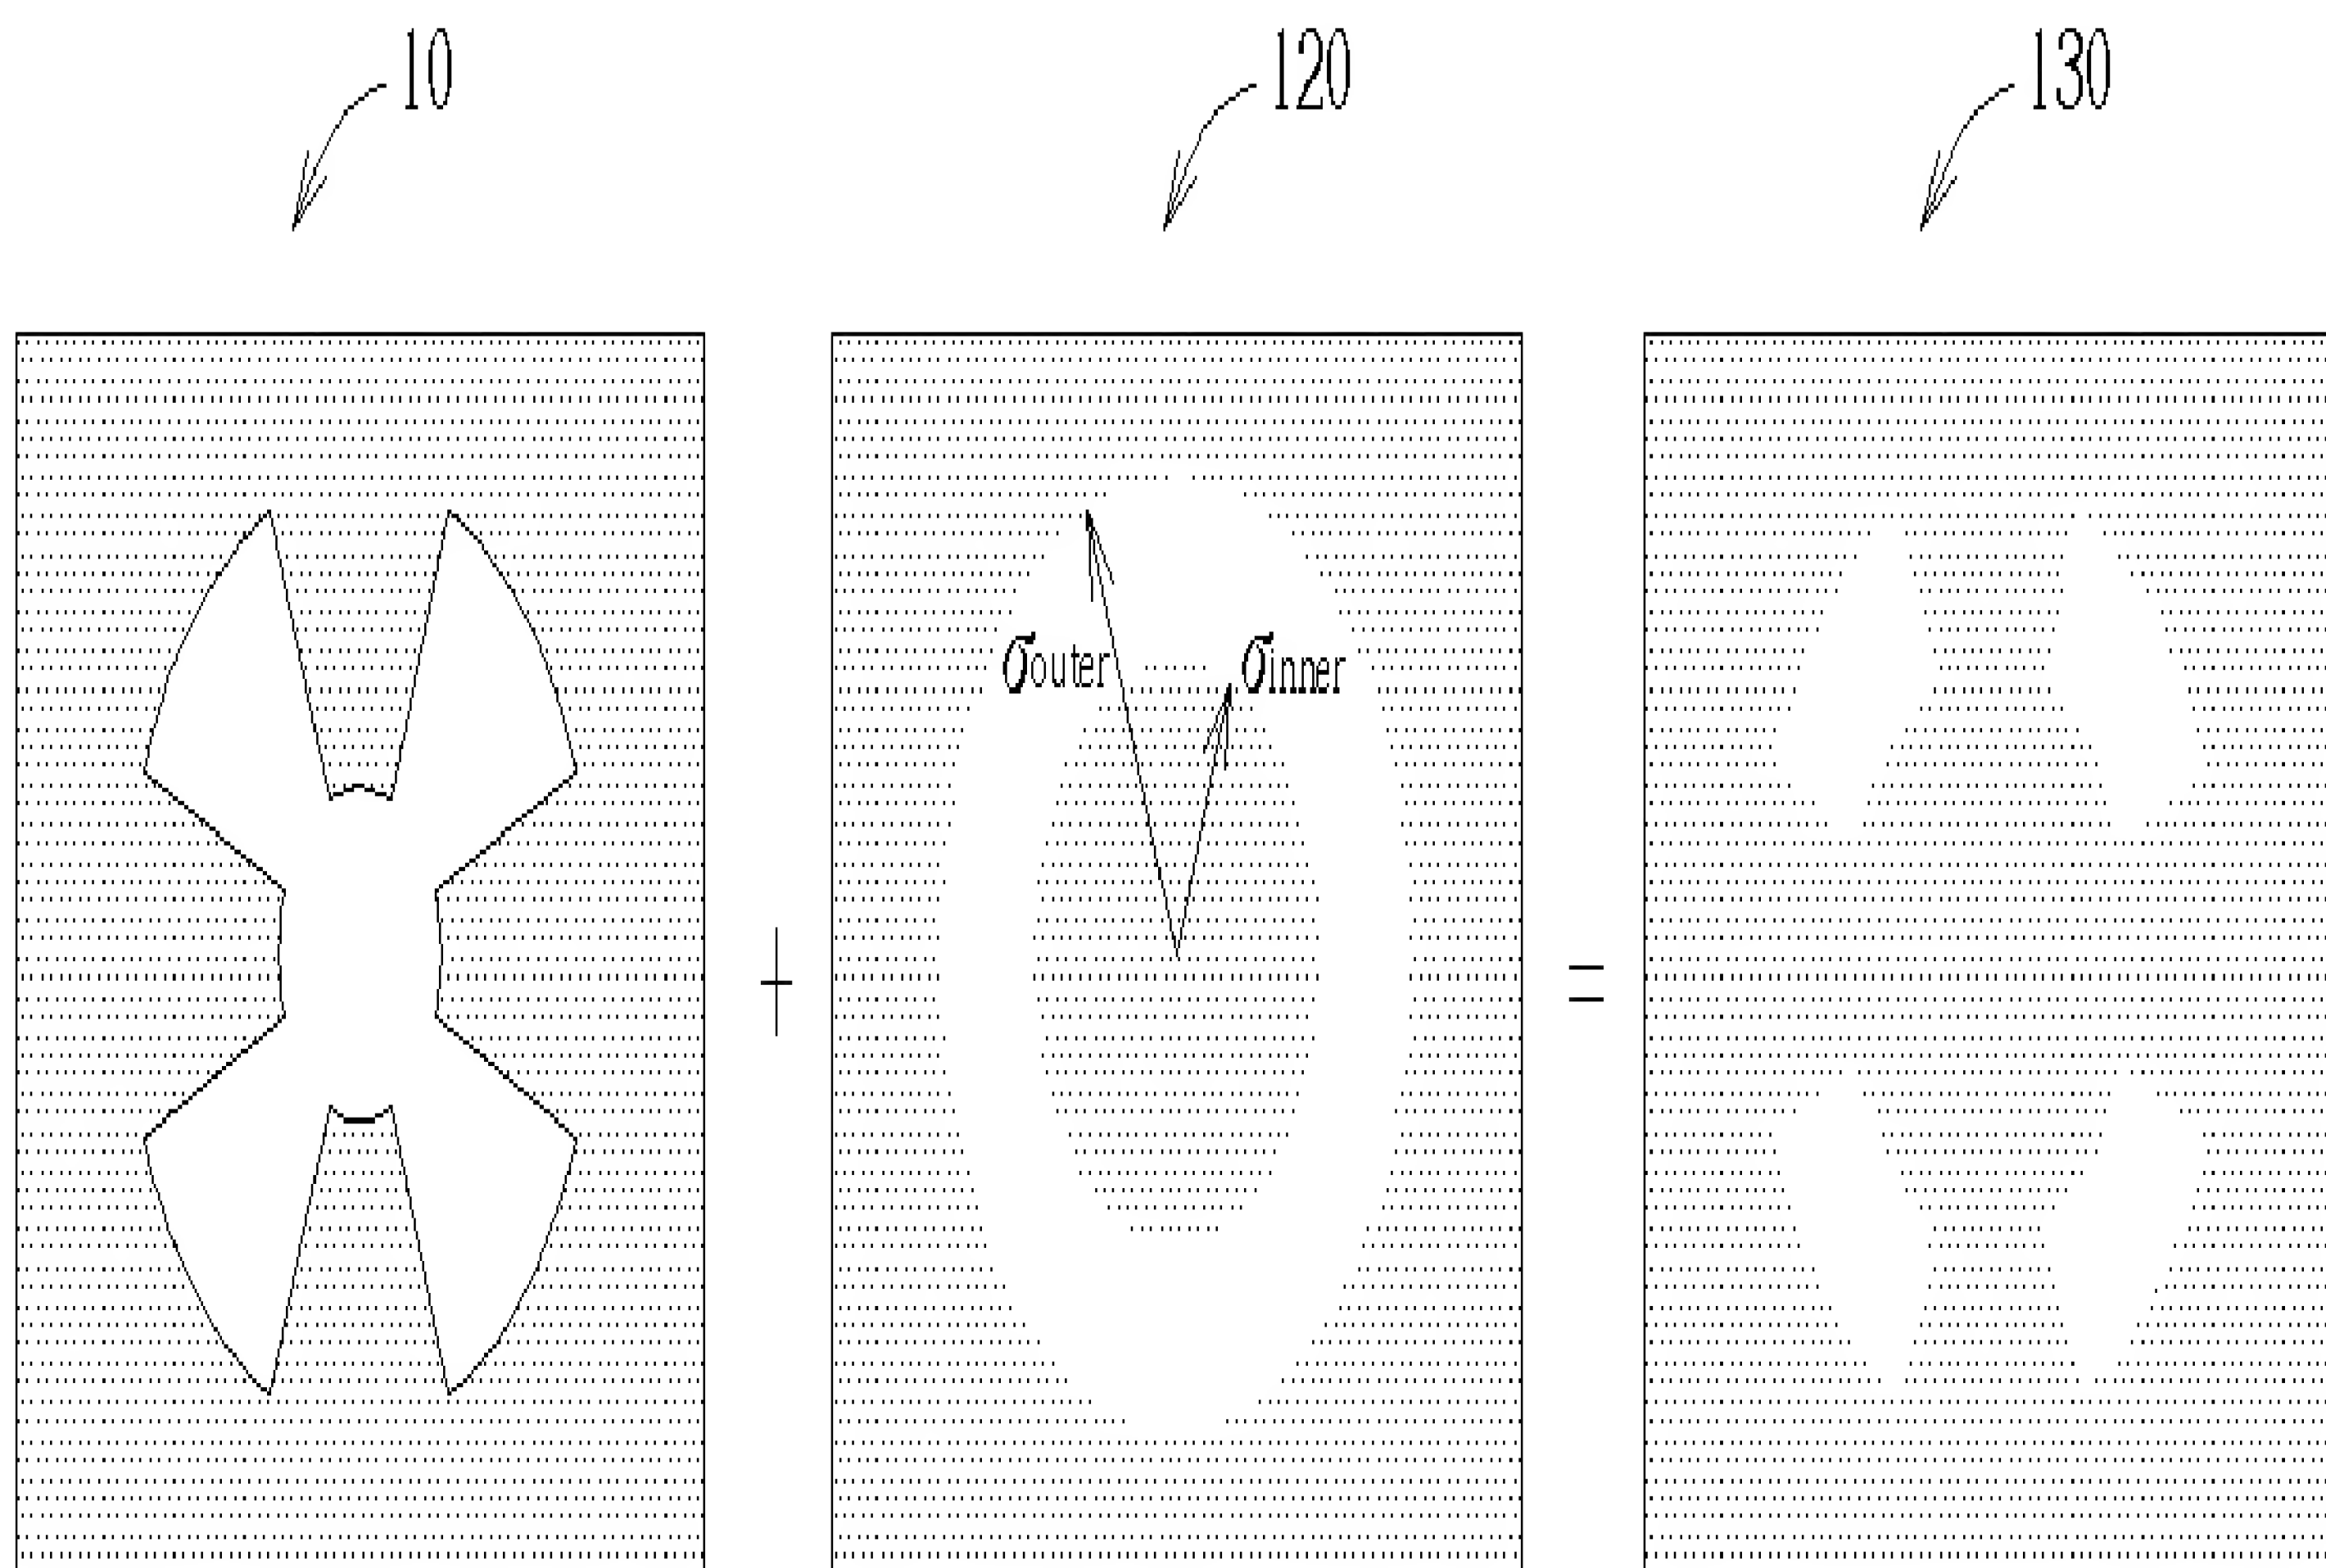 10 120 130
σouter σinner
+ =